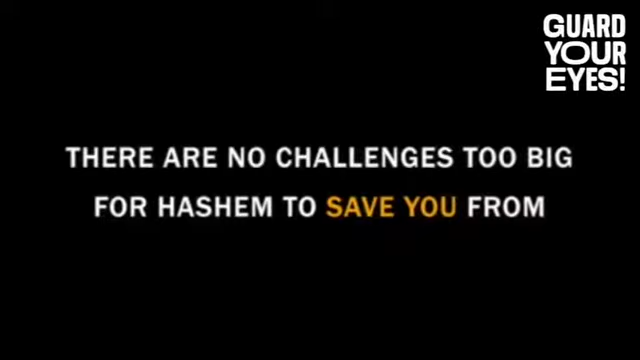 GUARD
YOUR
EYES!
THERE ARE NO CHALLENGES TOO BIG
FOR HASHEM TO SAVE YOU FROM